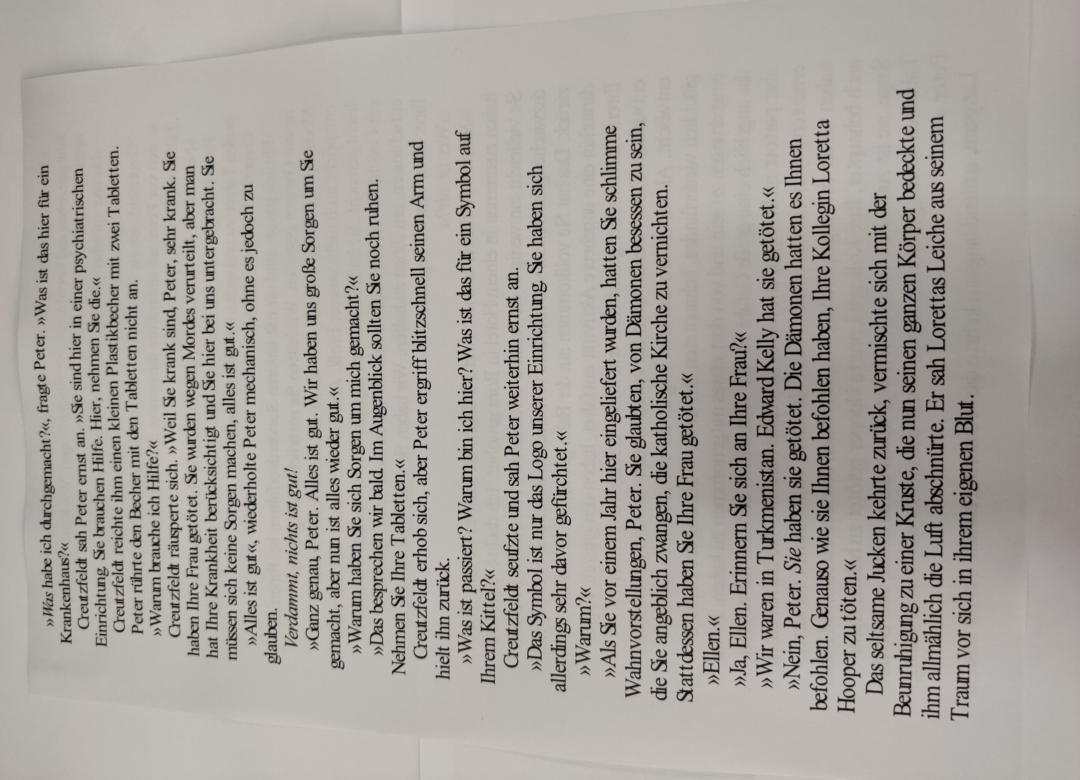 »Was habe ich durchgemacht?«, fragte Peter. »Was ist das hier für ein
Krankenhaus?«
Creutzfeldt sah Peter ernst an. »Sie sind hier in einer psychiatrischen
Einrichtung. Sie brauchen Hilfe. Hier, nehmen Sie die.«
Creutzfeldt reichte ihm einen kleinen Plastikbecher mit zwei Tabletten.
Peter rührte den Becher mit den Tabletten nicht an.
»Warum brauche ich Hilfe?«
Creutzfeldt räusperte sich. »Weil Sie krank sind, Peter, sehr krank. Sie
haben Ihre Frau getötet. Sie wurden wegen Mordes verurteilt, aber man
hat Ihre Krankheit berücksichtigt und Sie hier bei uns untergebracht. Sie
müssen sich keine Sorgen machen, alles ist gut.«
»Alles ist gut«, wiederholte Peter mechanisch, ohne es jedoch zu
glauben.
Verdammt, nichts ist gut!
»Ganz genau, Peter. Alles ist gut. Wir haben uns große Sorgen um Sie
gemacht, aber nun ist alles wieder gut.«
»Warum haben Sie sich Sorgen um mich gemacht?«
»Das besprechen wir bald. Im Augenblick sollten Sie noch ruhen.
Nehmen Sie Ihre Tabletten.«
Creutzfeldt erhob sich, aber Peter ergriff blitzschnell seinen Arm und
hielt ihn zurück.
»Was ist passiert? Warum bin ich hier? Was ist das für ein Symbol auf
Ihrem Kittel?«
Creutzfeldt seufzte und sah Peter weiterhin ernst an.
»Das Symbol ist nur das Logo unserer Einrichtung. Sie haben sich
allerdings sehr davor gefürchtet.«
»Warum?«
»Als Sie vor einem Jahr hier eingeliefert wurden, hatten Sie schlimme
Wahnvorstellungen, Peter. Sie glaubten, von Dämonen besessen zu sein,
die Sie angeblich zwangen, die katholische Kirche zu vernichten.
Stattdessen haben Sie Ihre Frau getötet.«
»Ellen.«
»Ja, Ellen. Erinnern Sie sich an Ihre Frau?«
»Wir waren in Turkmenistan. Edward Kelly hat sie getötet.«
»Nein, Peter. Sie haben sie getötet. Die Dämonen hatten es Ihnen
befohlen. Genauso wie sie Ihnen befohlen haben, Ihre Kollegin Loretta
Hooper zu töten.«
Das seltsame Jucken kehrte zurück, vermischte sich mit der
Beunruhigung zu einer Kruste, die nun seinen ganzen Körper bedeckte und
ihm allmählich die Luft abschnürte. Er sah Lorettas Leiche aus seinem
Traum vor sich in ihrem eigenen Blut.